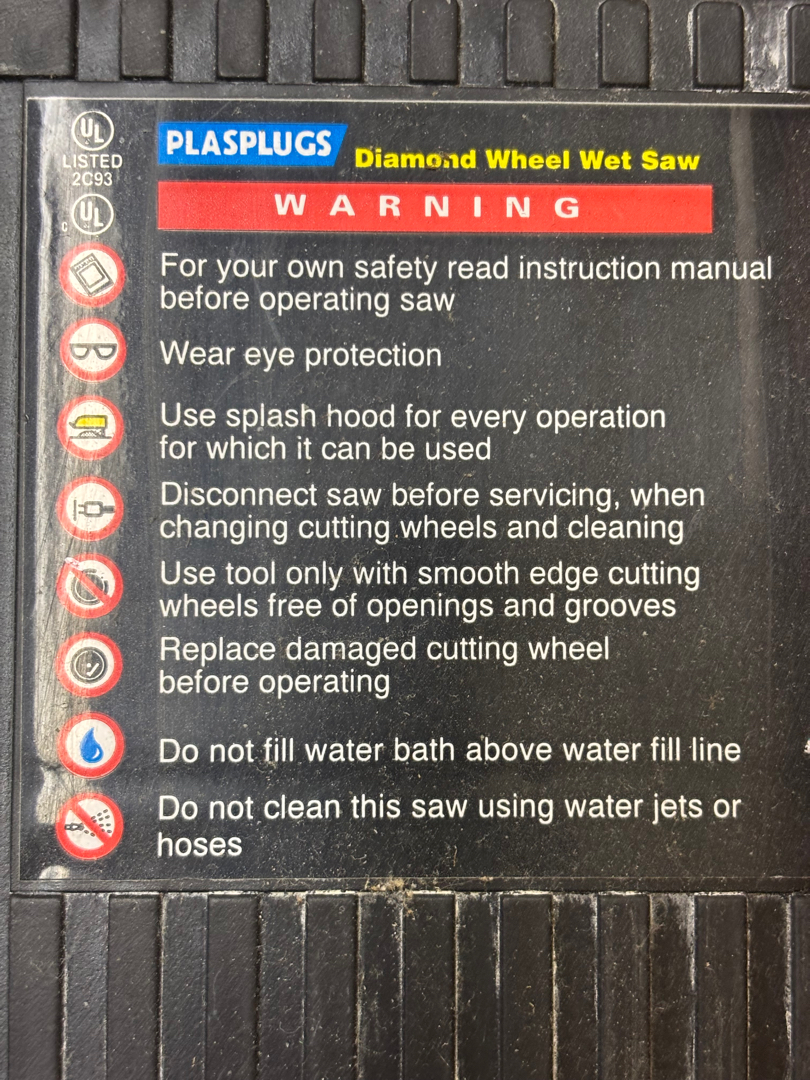 UL
LISTED
2C93
c UL
PLASPLUGS
Diamond Wheel Wet Saw
WARNING
For your own safety read instruction manual
before operating saw
Wear eye protection
Use splash hood for every operation
for which it can be used
Disconnect saw before servicing, when
changing cutting wheels and cleaning
Use tool only with smooth edge cutting
wheels free of openings and grooves
Replace damaged cutting wheel
before operating
Do not fill water bath above water fill line
Do not clean this saw using water jets or
hoses